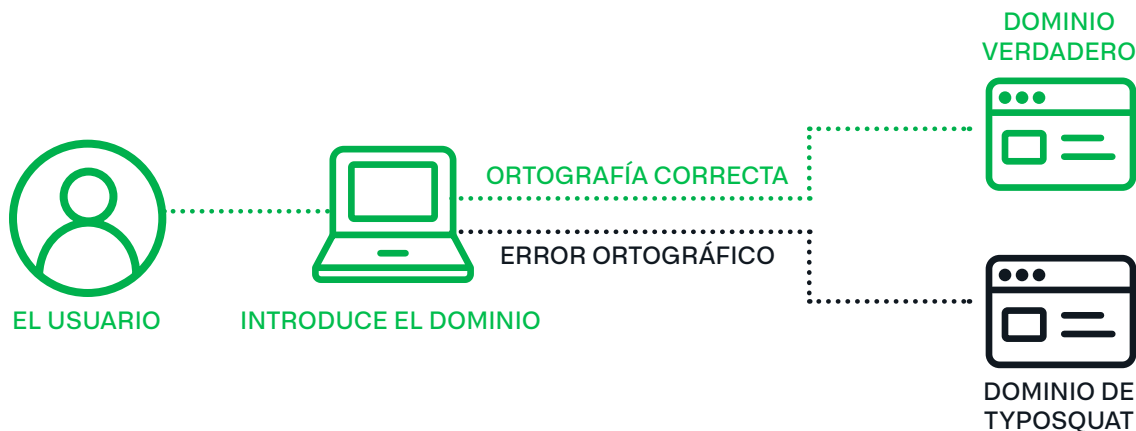 DOMINIO
VERDADERO
ORTOGRAFÍA CORRECTA
ERROR ORTOGRÁFICO
EL USUARIO
INTRODUCE EL DOMINIO
DOMINIO DE
TYPOSQUAT